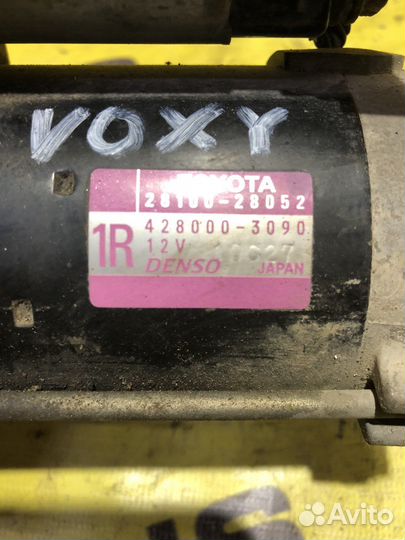 VOXY
TOYOTA
28100-28052
428000-3090
1R
12V
DENSO
JAPAN
Avito